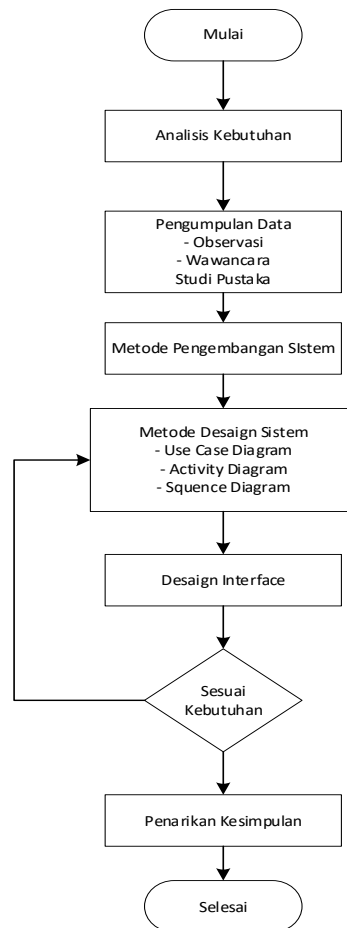 Mulai
Analisis Kebutuhan
Pengumpulan Data
- Observasi
- Wawancara
Studi Pustaka
Metode Pengembangan SIstem
Metode Desaign Sistem
- Use Case Diagram
- Activity Diagram
- Squence Diagram
Desaign Interface
Sesuai
Kebutuhan
Penarikan Kesimpulan
Selesai